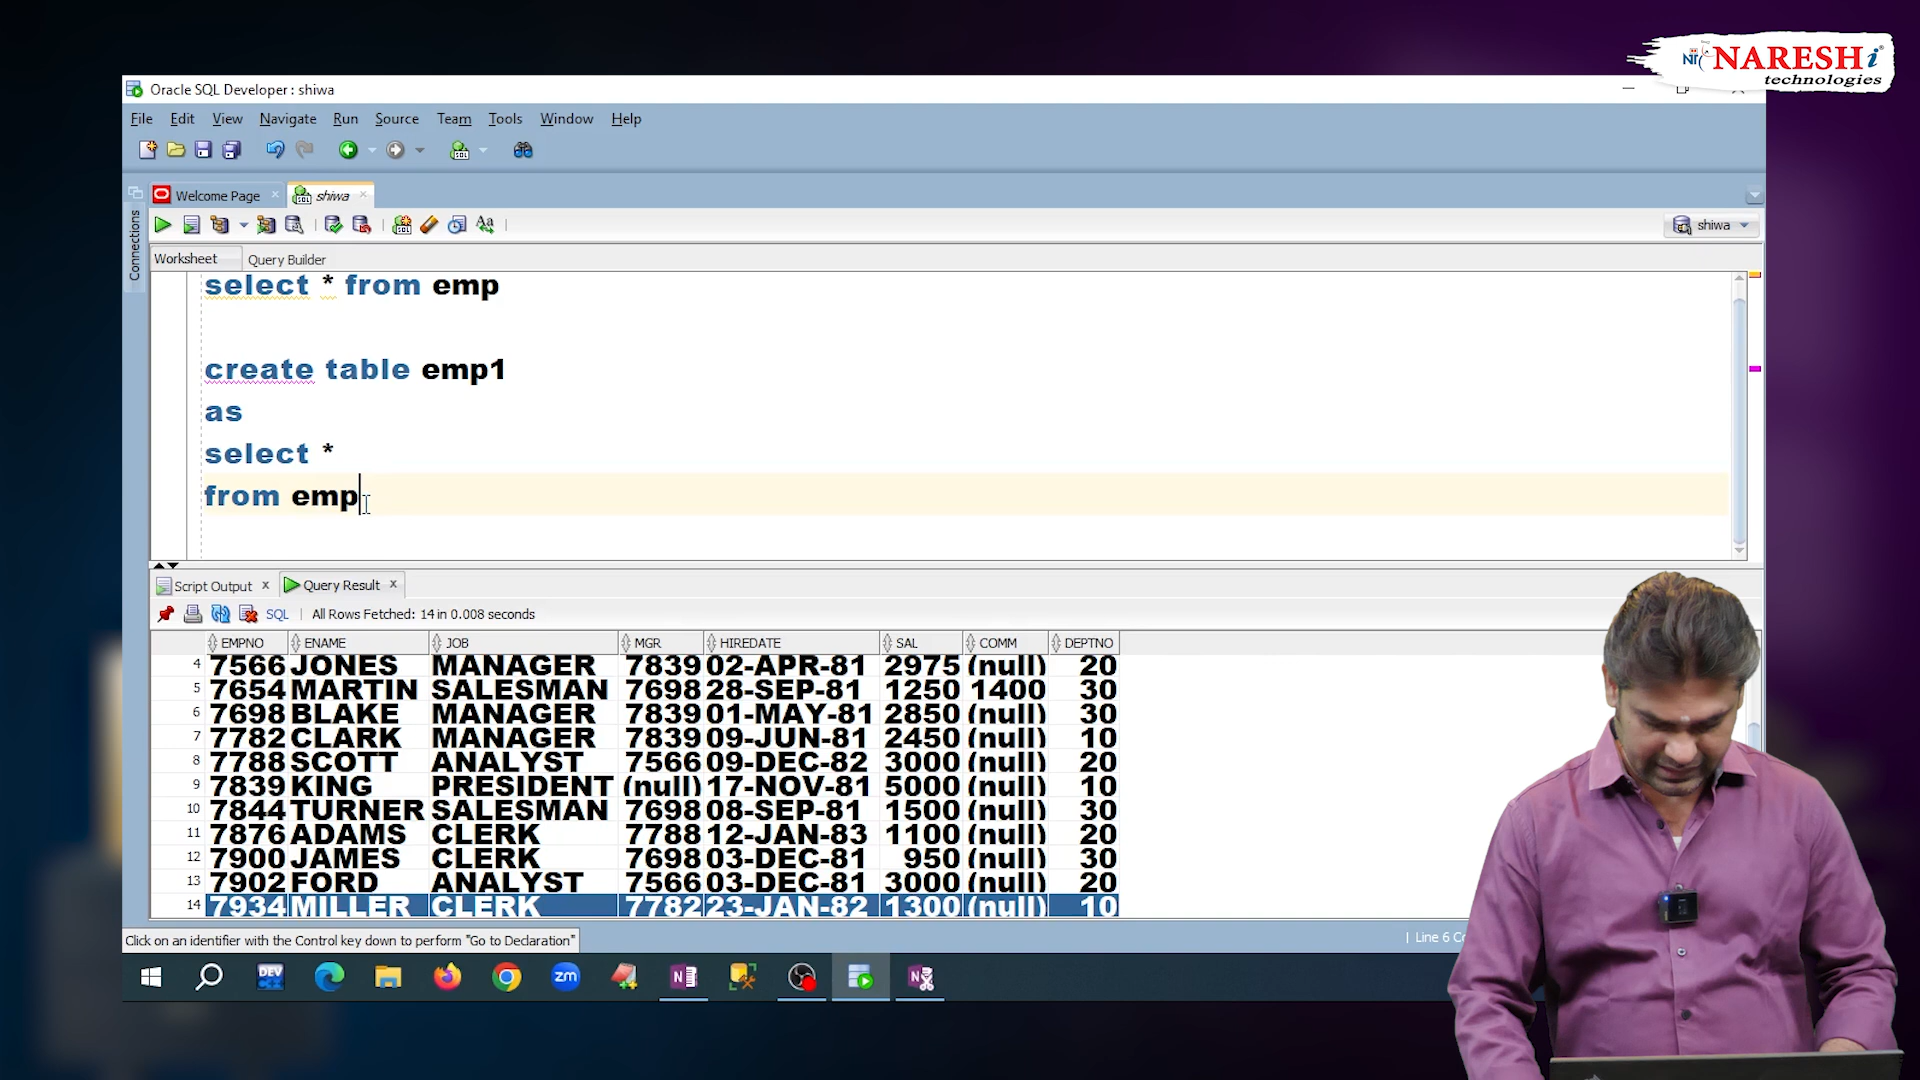 NARESH i
technologies
Oracle SQL Developer : shiwa
File Edit View Navigate Run Source Team Tools Window Help
Connections
Welcome Page shiwa
shiwa
Worksheet Query Builder
select * from emp
create table emp1
as
select *
from emp
Script Output x Query Result x
SQL | All Rows Fetched: 14 in 0.008 seconds
EMPNO ENAME JOB MGR HIREDATE SAL COMM DEPTNO
4 7566 JONES MANAGER 7839 02-APR-81 2975 (null) 20
5 7654 MARTIN SALESMAN 7698 28-SEP-81 1250 1400 30
6 7698 BLAKE MANAGER 7839 01-MAY-81 2850 (null) 30
7 7782 CLARK MANAGER 7839 09-JUN-81 2450 (null) 10
8 7788 SCOTT ANALYST 7566 09-DEC-82 3000 (null) 20
9 7839 KING PRESIDENT (null) 17-NOV-81 5000 (null) 10
10 7844 TURNER SALESMAN 7698 08-SEP-81 1500 (null) 30
11 7876 ADAMS CLERK 7788 12-JAN-83 1100 (null) 20
12 7900 JAMES CLERK 7698 03-DEC-81 950 (null) 30
13 7902 FORD ANALYST 7566 03-DEC-81 3000 (null) 20
14 7934 MILLER CLERK 7782 23-JAN-82 1300 (null) 10
Click on an identifier with the Control key down to perform "Go to Declaration"
| Line 6
DEV
zm